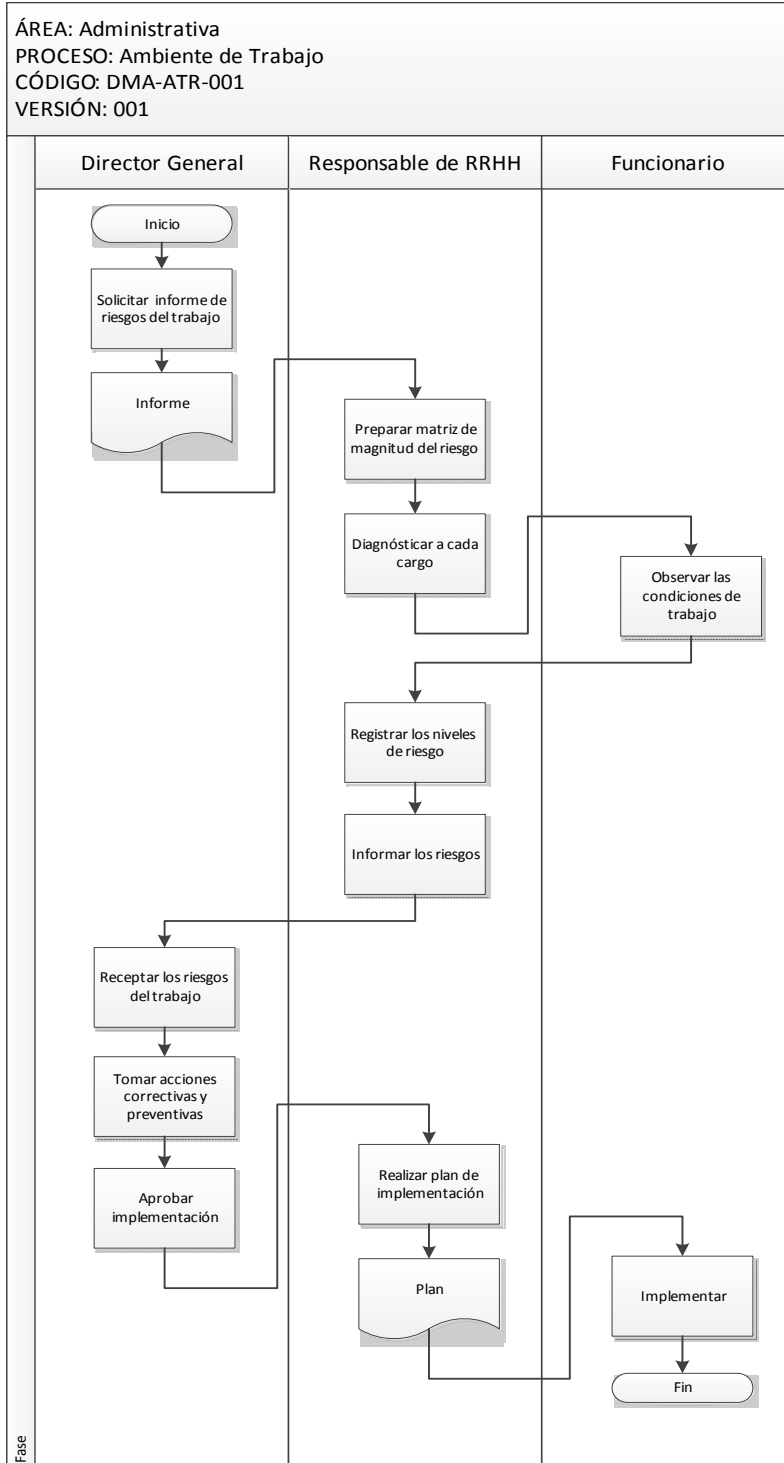 ÁREA: Administrativa
PROCESO: Ambiente de Trabajo
CÓDIGO: DMA-ATR-001
VERSIÓN: 001
Director General
Responsable de RRHH
Funcionario
Inicio
Solicitar informe de
riesgos del trabajo
Informe
Preparar matriz de
magnitud del riesgo
Diagnósticar a cada
cargo
Observar las
condiciones de
trabajo
Registrar los niveles
de riesgo
Informar los riesgos
Receptar los riesgos
del trabajo
Tomar acciones
correctivas y
preventivas
Aprobar
implementación
Realizar plan de
implementación
Plan
Implementar
Fin
Fase